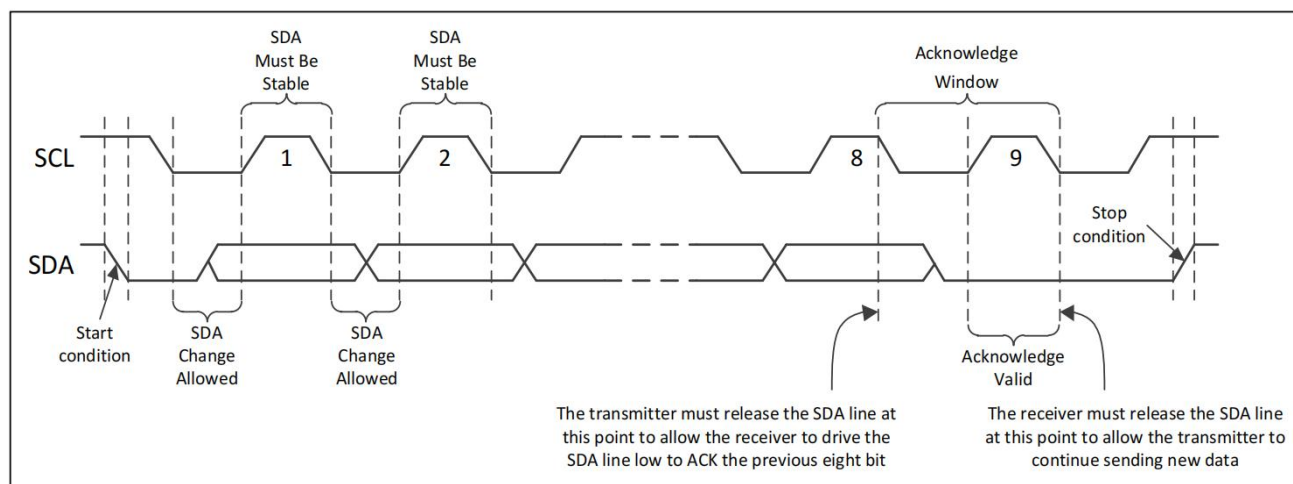 SDA
Must Be
Stable
SDA
Must Be
Stable
Acknowledge
Window
SCL
1
2
8
9
SDA
Stop
condition
Start
condition
SDA
Change
Allowed
SDA
Change
Allowed
Acknowledge
Valid
The transmitter must release the SDA line at
this point to allow the receiver to drive the
SDA line low to ACK the previous eight bit
The receiver must release the SDA line
at this point to allow the transmitter to
continue sending new data